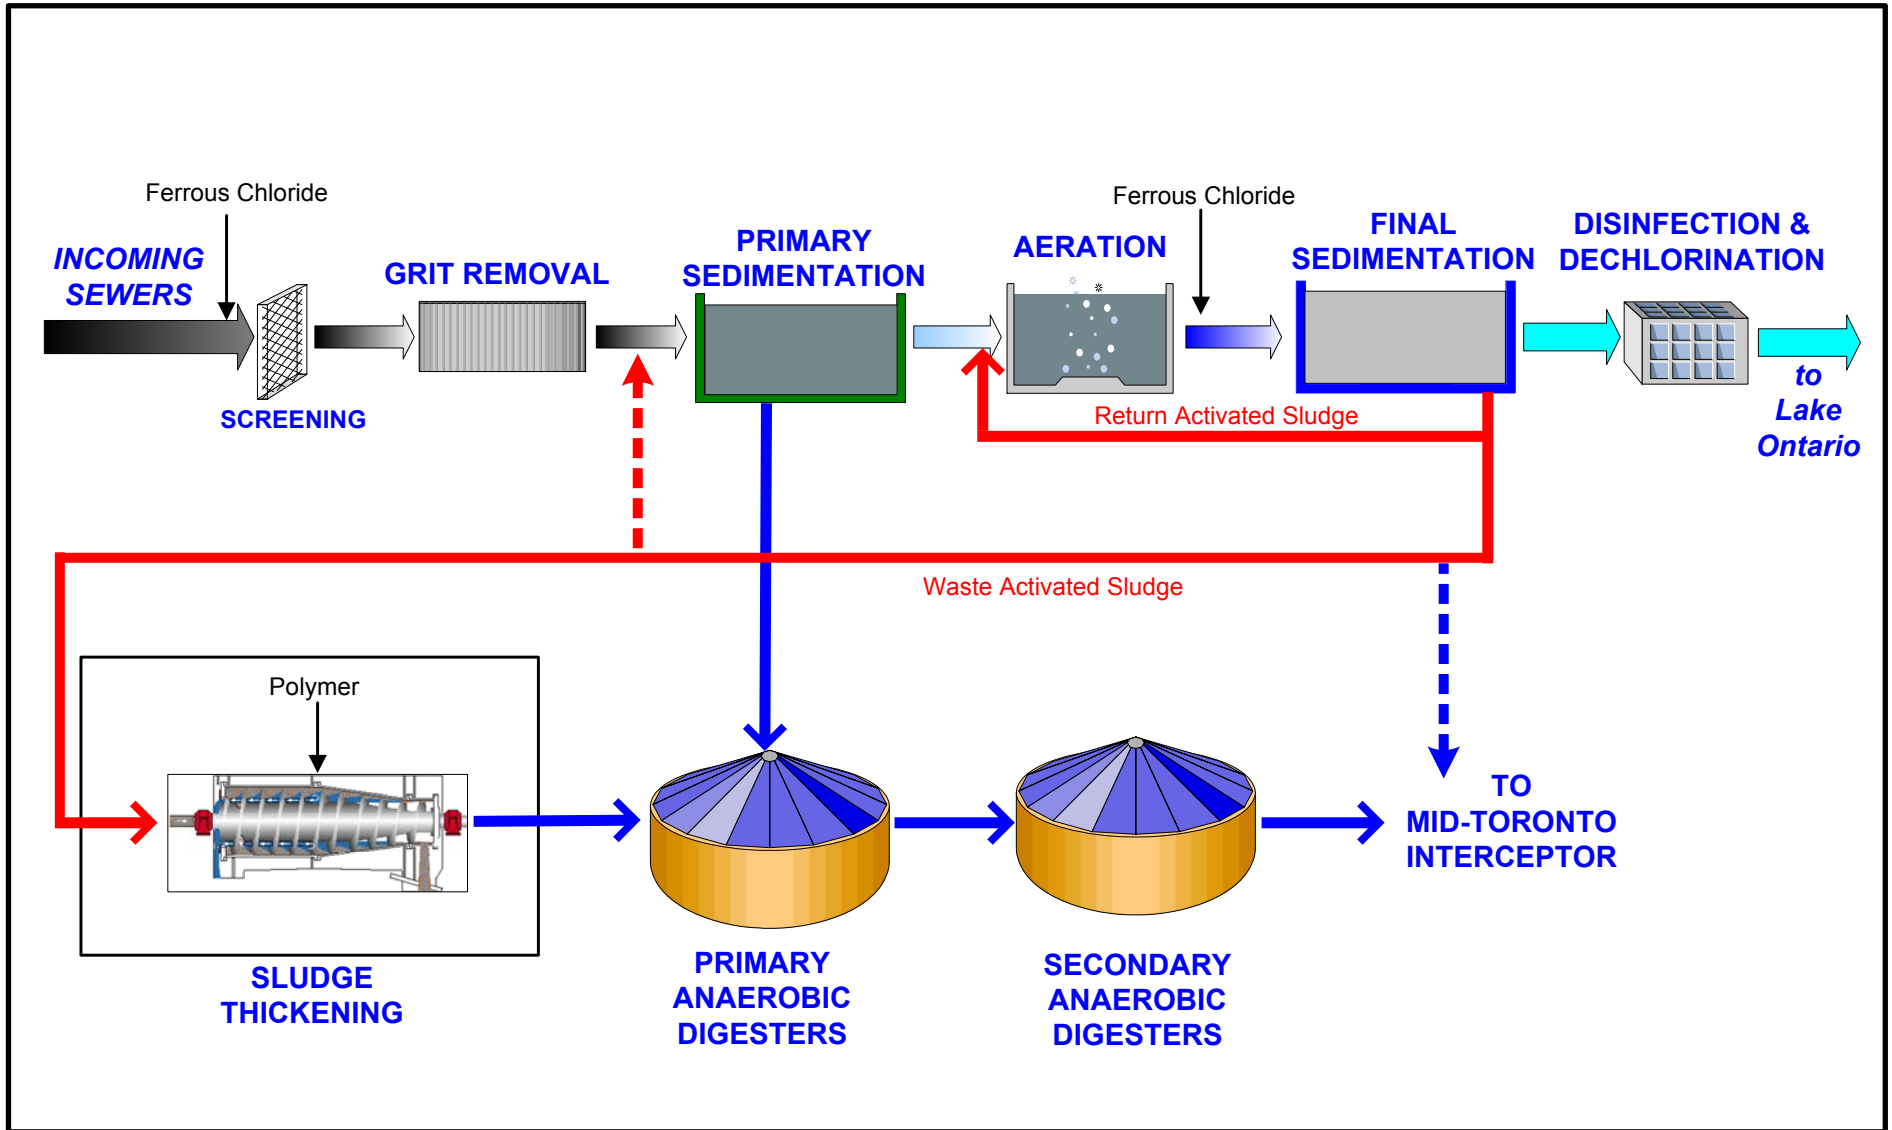 Ferrous Chloride
INCOMING
SEWERS
SCREENING
GRIT REMOVAL
PRIMARY
SEDIMENTATION
AERATION
Ferrous Chloride
FINAL
SEDIMENTATION
DISINFECTION &
DECHLORINATION
to
Lake
Ontario
Return Activated Sludge
Waste Activated Sludge
Polymer
SLUDGE
THICKENING
PRIMARY
ANAEROBIC
DIGESTERS
SECONDARY
ANAEROBIC
DIGESTERS
TO
MID-TORONTO
INTERCEPTOR